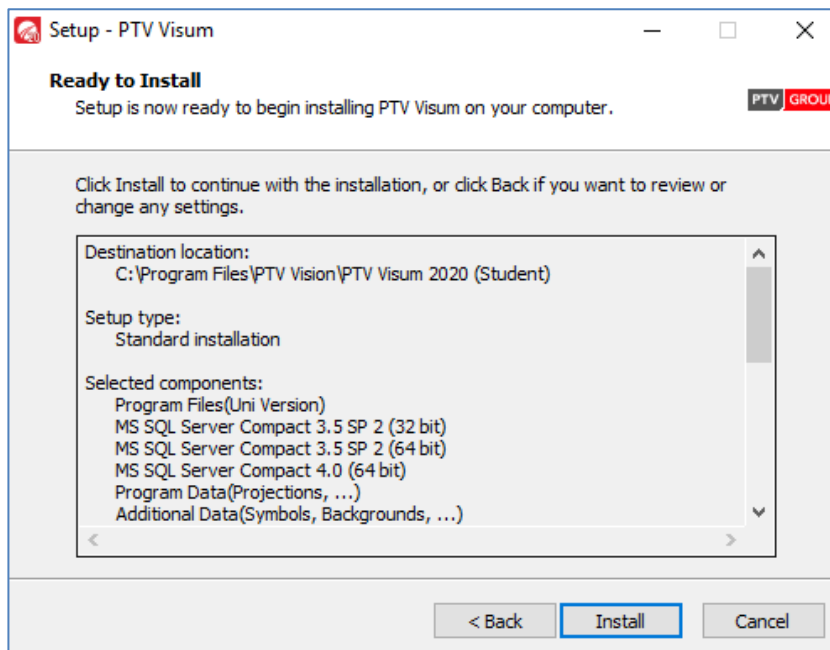 Setup - PTV Visum
Ready to Install
Setup is now ready to begin installing PTV Visum on your computer.
PTV GROUP
Click Install to continue with the installation, or click Back if you want to review or
change any settings.
Destination location:
C:\Program Files\PTV Vision\PTV Visum 2020 (Student)
Setup type:
Standard installation
Selected components:
Program Files(Uni Version)
MS SQL Server Compact 3.5 SP 2 (32 bit)
MS SQL Server Compact 3.5 SP 2 (64 bit)
MS SQL Server Compact 4.0 (64 bit)
Program Data(Projections, ...)
Additional Data(Symbols, Backgrounds, ...)
< Back Install Cancel